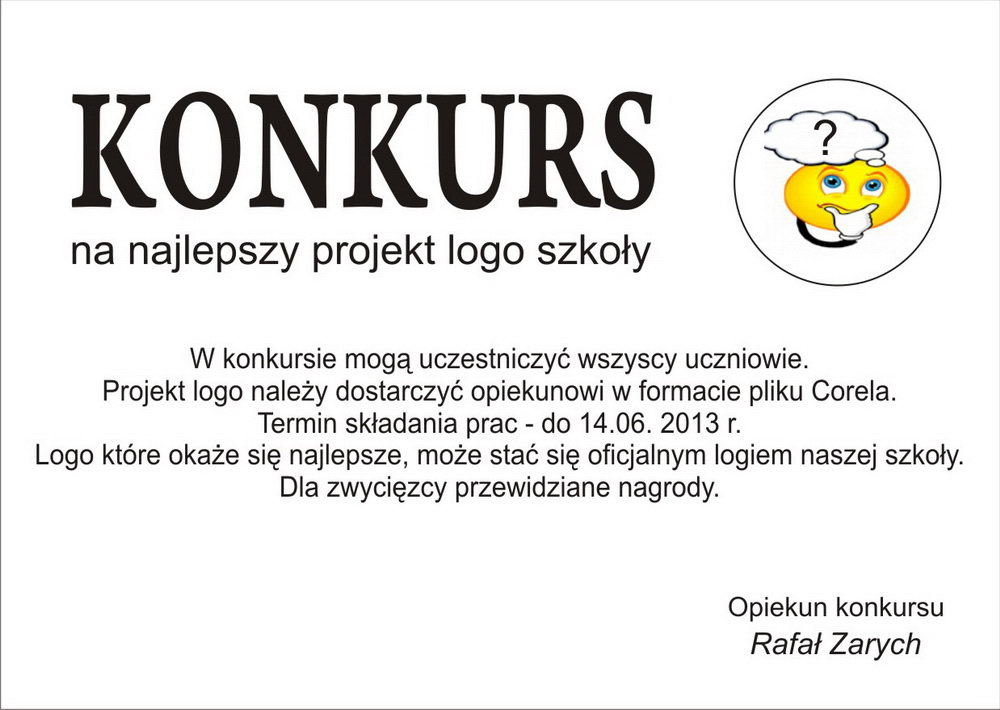 KONKURS
na najlepszy projekt logo szkoły
?
W konkursie mogą uczestniczyć wszyscy uczniowie.
Projekt logo należy dostarczyć opiekunowi w formacie pliku Corela.
Termin składania prac - do 14.06. 2013 r.
Logo które okaże się najlepsze, może stać się oficjalnym logiem naszej szkoły.
Dla zwycięzcy przewidziane nagrody.
Opiekun konkursu
Rafał Zarych